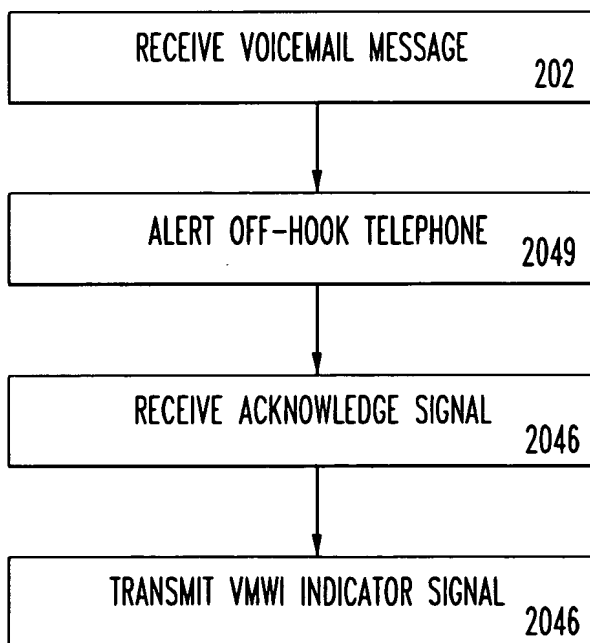 RECEIVE VOICEMAIL MESSAGE
202
ALERT OFF-HOOK TELEPHONE
2049
RECEIVE ACKNOWLEDGE SIGNAL
2046
TRANSMIT VMWI INDICATOR SIGNAL
2046